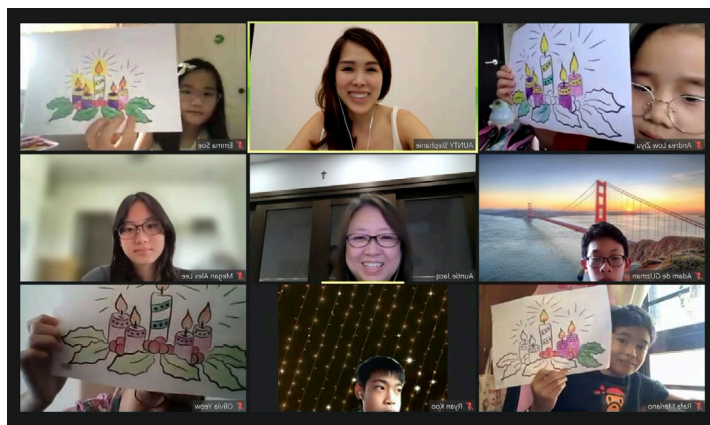 Emma Soe
AUNTY Stephanie
Andrea Low Ziyu
Megan Alex Lee
Auntie Jacq
Adam de GUzman
Olivia Yeow
Ryan Koo
Rafa Mariano